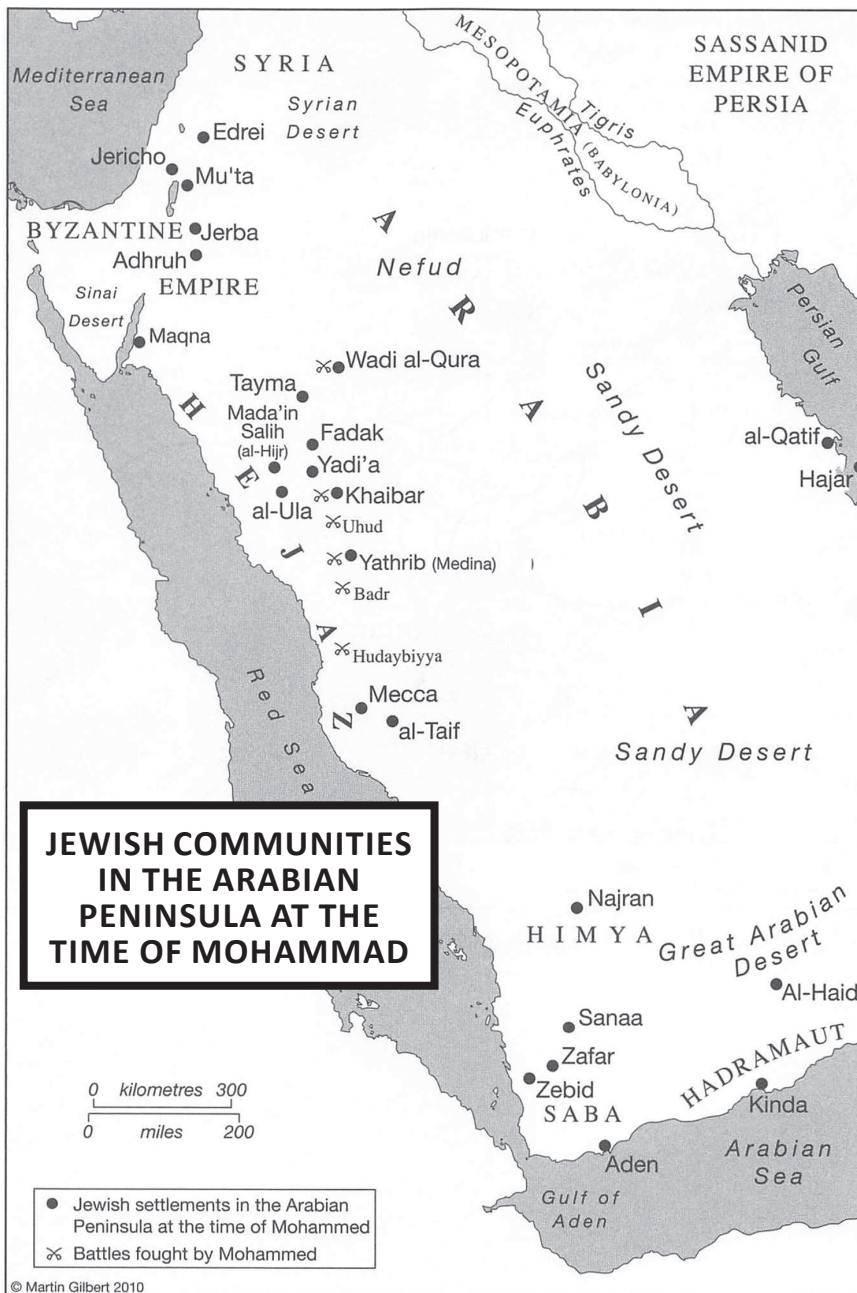 SYRIA
SASSANID
EMPIRE OF
PERSIA
Mediterranean
Sea
Syrian
Desert
MESOPOTAMIA
(BABYLONIA)
Tigris
Euphrates
Edrei
Jericho
Mu'ta
BYZANTINE
Jerba
Adhruh
EMPIRE
Sinai
Desert
Maqna
ARABIA
Nefud
Persian
Gulf
Sandy Desert
Wadi al-Qura
Tayma
Mada'in
Salih
(al-Hijr)
Fadak
Yadi'a
al-Ula
Khaibar
Uhud
Yathrib (Medina)
Badr
Hudaybiyya
HEJAZ
al-Qatif
Hajar
Red Sea
Mecca
al-Taif
Sandy Desert
JEWISH COMMUNITIES
IN THE ARABIAN
PENINSULA AT THE
TIME OF MOHAMMAD
Najran
HIMYA
Great Arabian
Desert
Al-Haid
Sanaa
Zafar
Zebid
SABA
HADRAMAUT
Kinda
Aden
Arabian
Sea
Gulf of
Aden
0 kilometres 300
0 miles 200
Jewish settlements in the Arabian
Peninsula at the time of Mohammed
Battles fought by Mohammed
© Martin Gilbert 2010